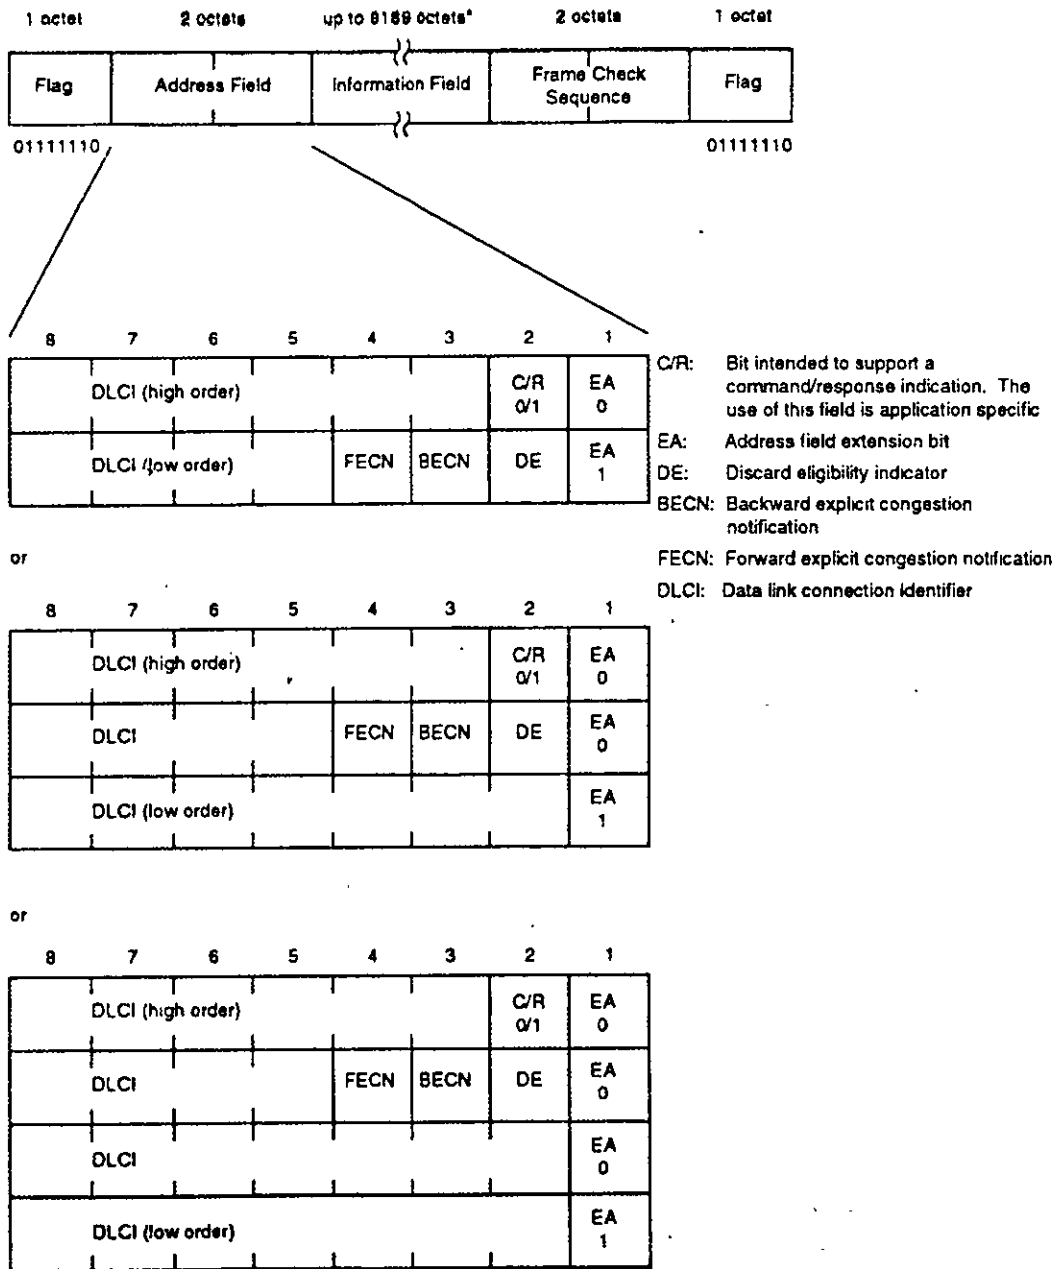 1 octet 2 octets up to 8189 octets* 2 octets 1 octet
Flag Address Field Information Field Frame Check Sequence Flag
01111110 01111110
8 7 6 5 4 3 2 1
DLCI (high order) C/R 0/1 EA 0
DLCI (low order) FECN BECN DE EA 1
C/R: Bit intended to support a
command/response indication. The
use of this field is application specific
EA: Address field extension bit
DE: Discard eligibility indicator
BECN: Backward explicit congestion
notification
FECN: Forward explicit congestion notification
DLCI: Data link connection identifier
or
8 7 6 5 4 3 2 1
DLCI (high order) C/R 0/1 EA 0
DLCI FECN BECN DE EA 0
DLCI (low order) EA 1
or
8 7 6 5 4 3 2 1
DLCI (high order) C/R 0/1 EA 0
DLCI FECN BECN DE EA 0
DLCI EA 0
DLCI (low order) EA 1